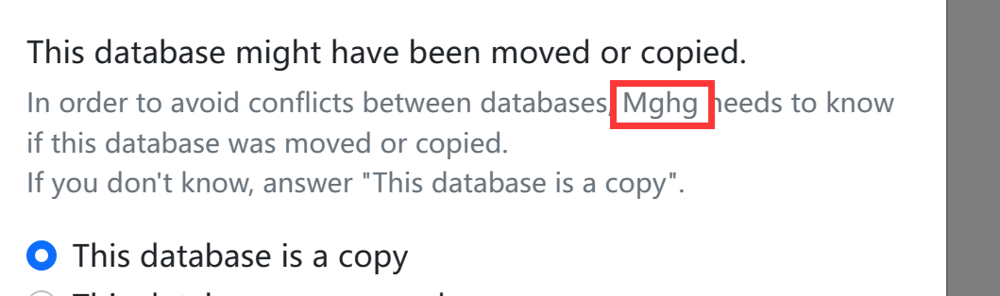 This database might have been moved or copied.
In order to avoid conflicts between databases, Mghg needs to know
if this database was moved or copied.
If you don't know, answer "This database is a copy".
This database is a copy